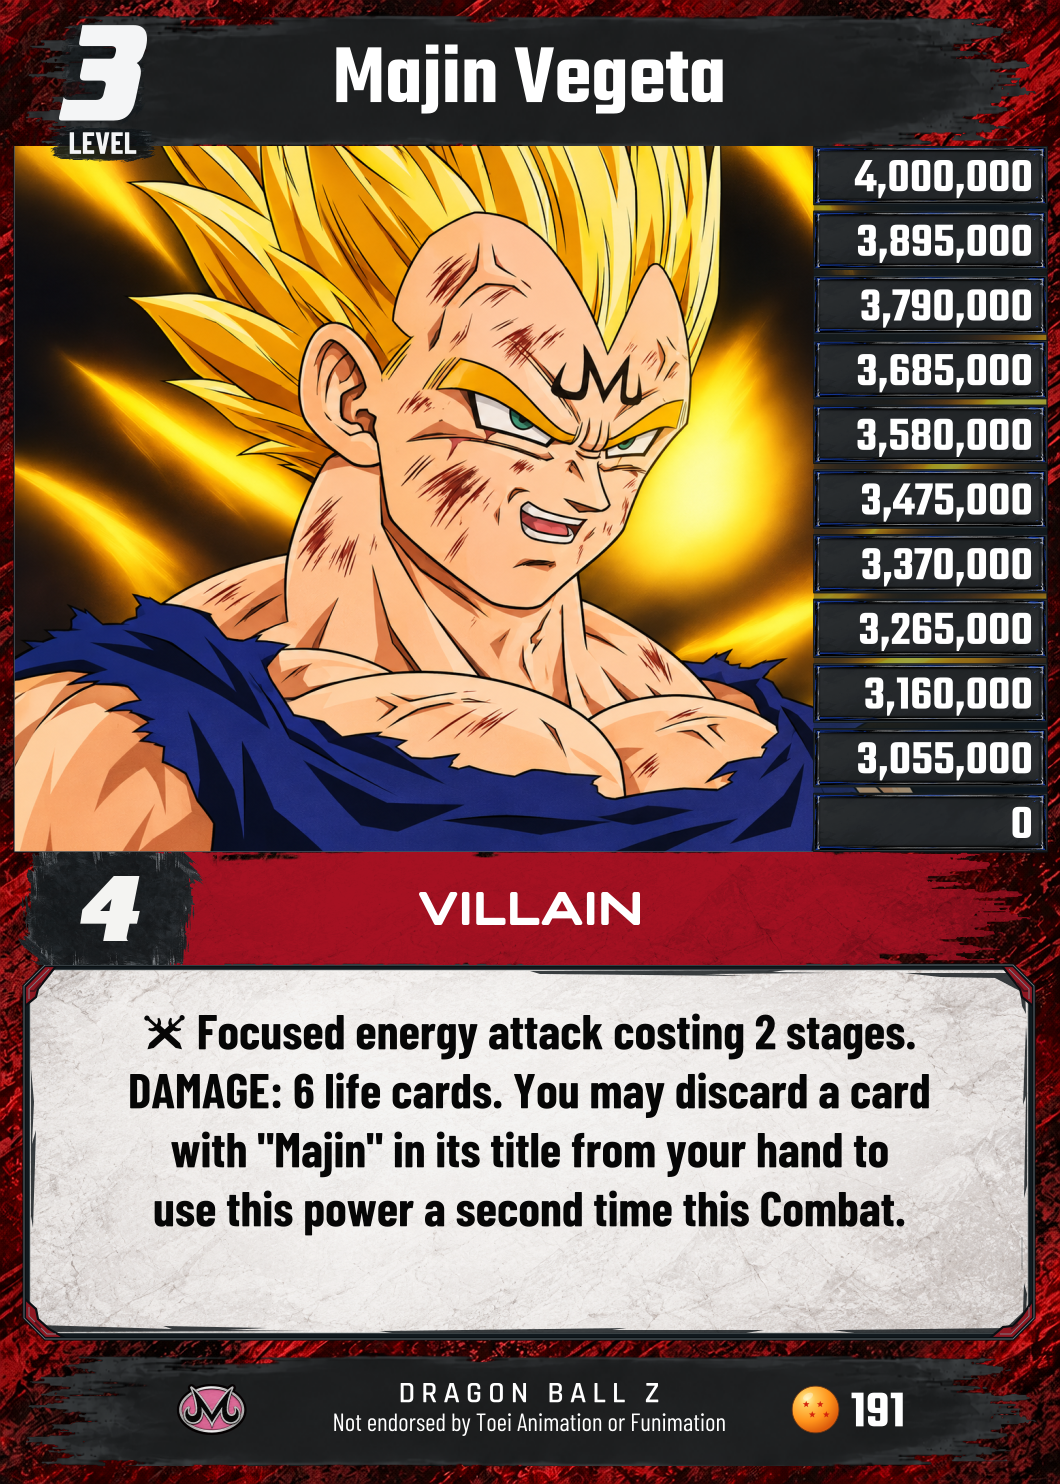 3
LEVEL
Majin Vegeta
4,000,000
3,895,000
3,790,000
3,685,000
3,580,000
3,475,000
3,370,000
3,265,000
3,160,000
3,055,000
0
4
VILLAIN
Focused energy attack costing 2 stages.
DAMAGE: 6 life cards. You may discard a card
with "Majin" in its title from your hand to
use this power a second time this Combat.
DRAGON BALL Z
Not endorsed by Toei Animation or Funimation
191